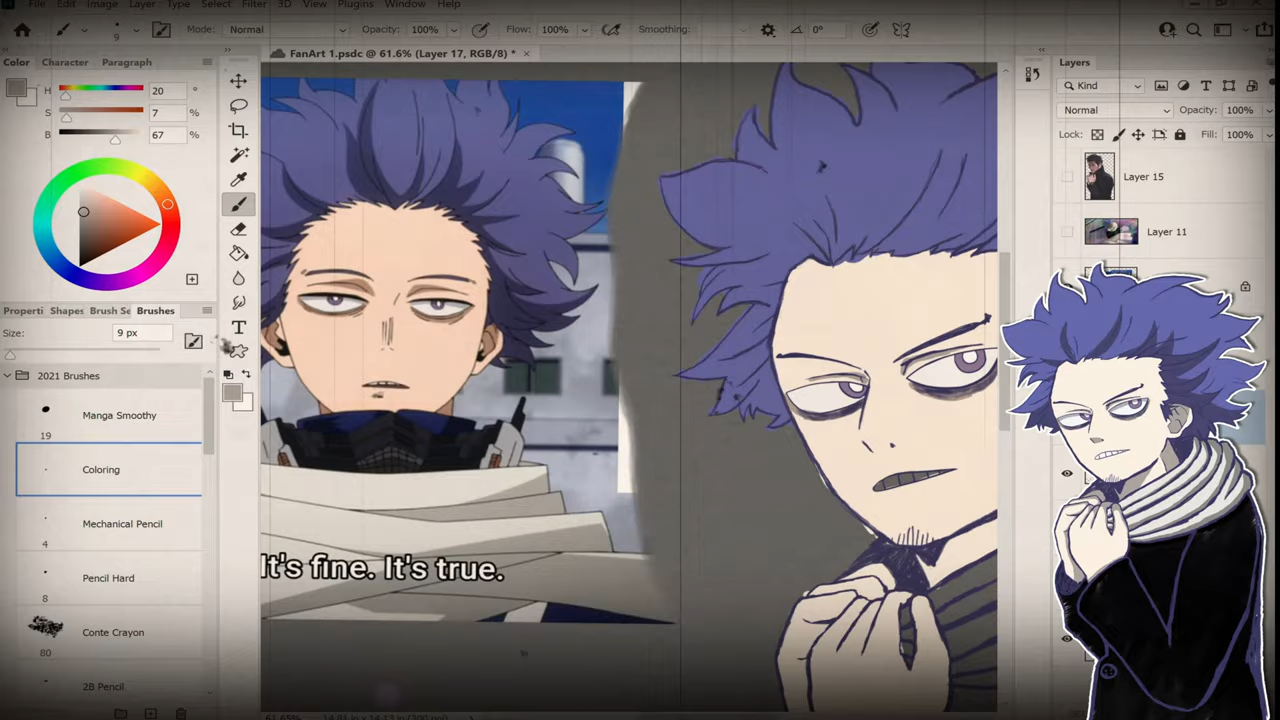 File Edit Image Layer Type Select Filter 3D View Plugins Window Help
9 Mode: Normal Opacity: 100% Flow: 100% Smoothing: 0°
FanArt 1.psdc @ 61.6% (Layer 17, RGB/8) * ×
Color Character Paragraph
H 20 °
S 7 %
B 67 %
Properti Shapes Brush Se Brushes
Size: 9 px
2021 Brushes
Manga Smoothy
19
Coloring
Mechanical Pencil
4
Pencil Hard
8
Conte Crayon
80
2B Pencil
It's fine. It's true.
Layers
Kind
Normal Opacity: 100%
Lock: Fill: 100%
Layer 15
Layer 11